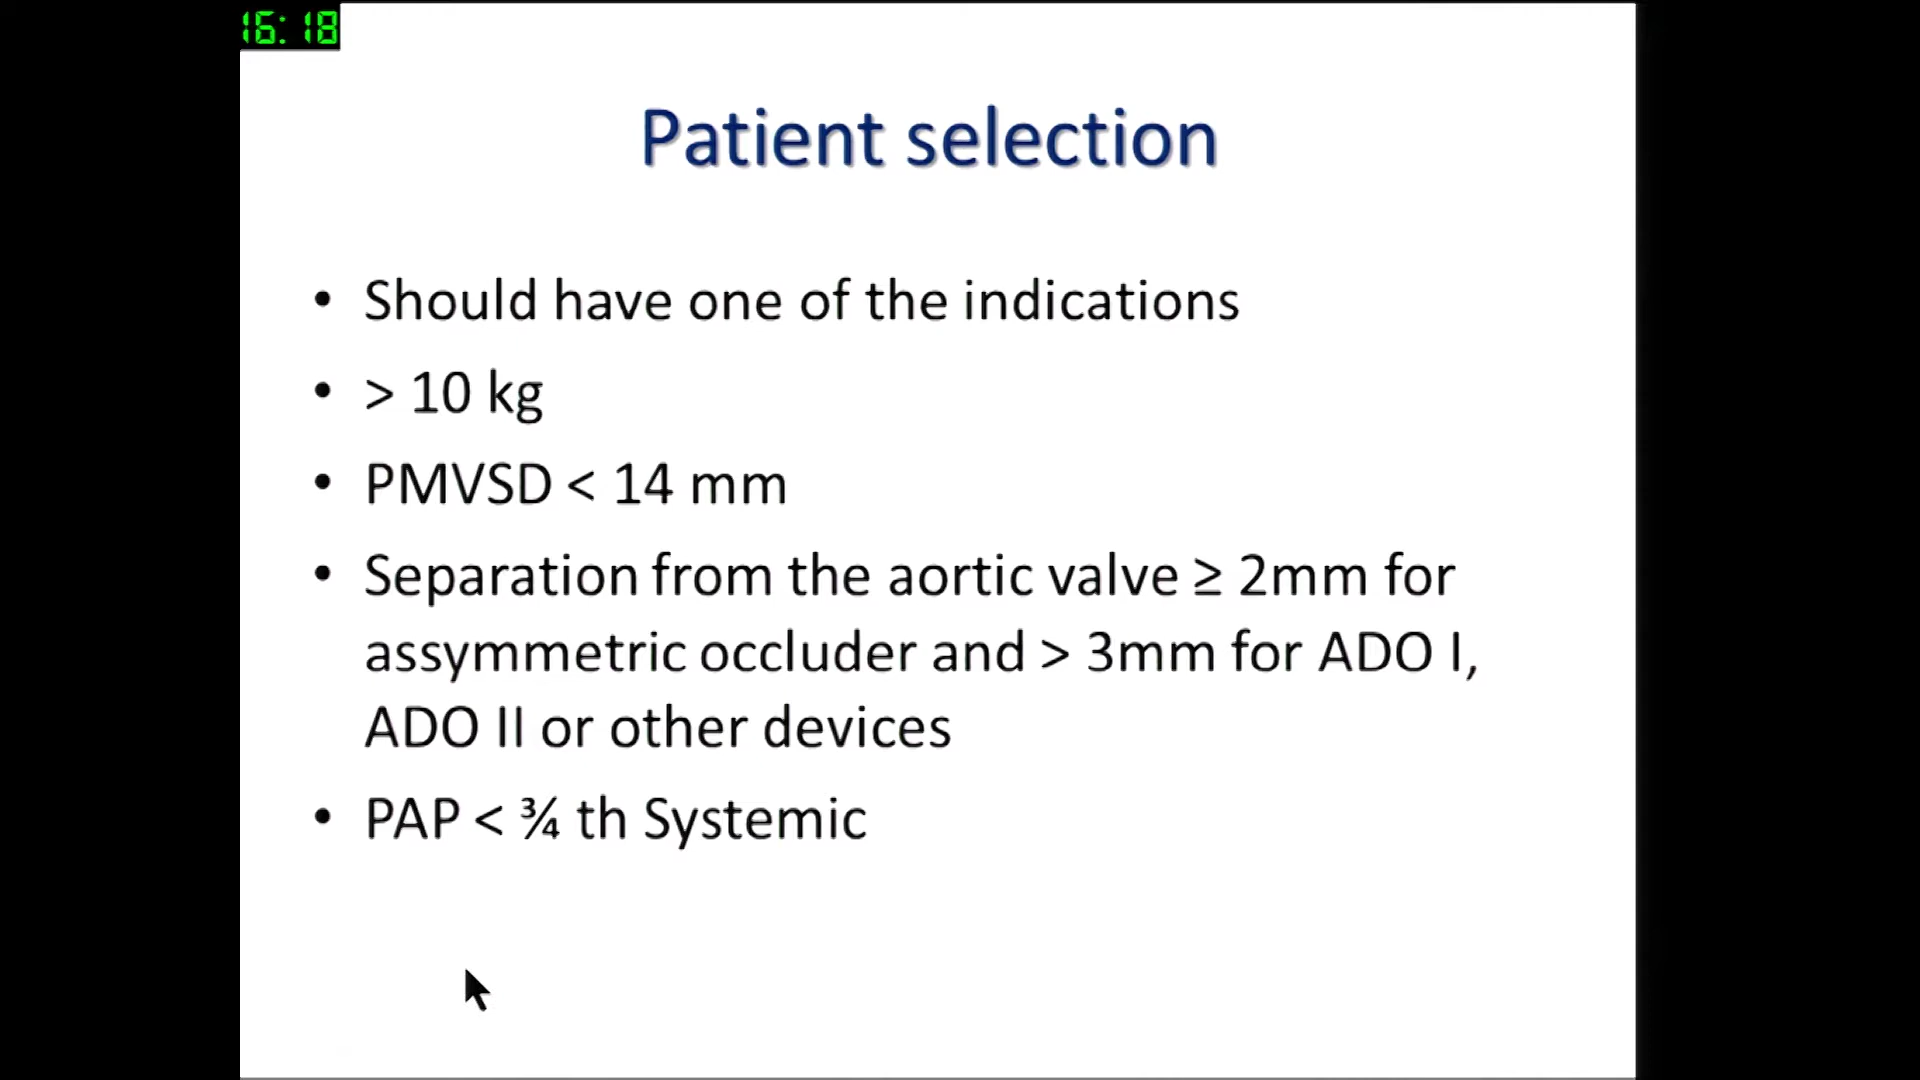 16:18
Patient selection
• Should have one of the indications
• > 10 kg
• PMVSD < 14 mm
• Separation from the aortic valve ≥ 2mm for
assymmetric occluder and > 3mm for ADO I,
ADO II or other devices
• PAP < ¾ th Systemic